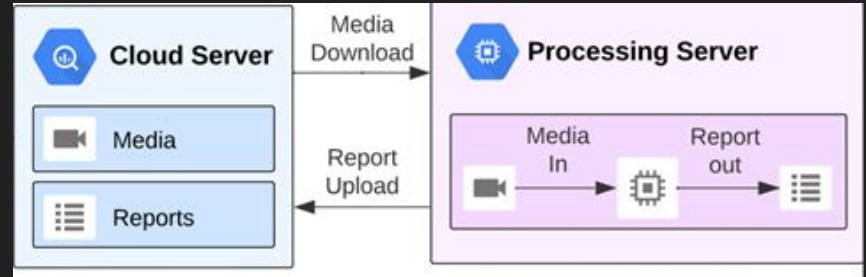 Cloud Server
Media
Reports
Media
Download
Report
Upload
Processing Server
Media
In
Report
out